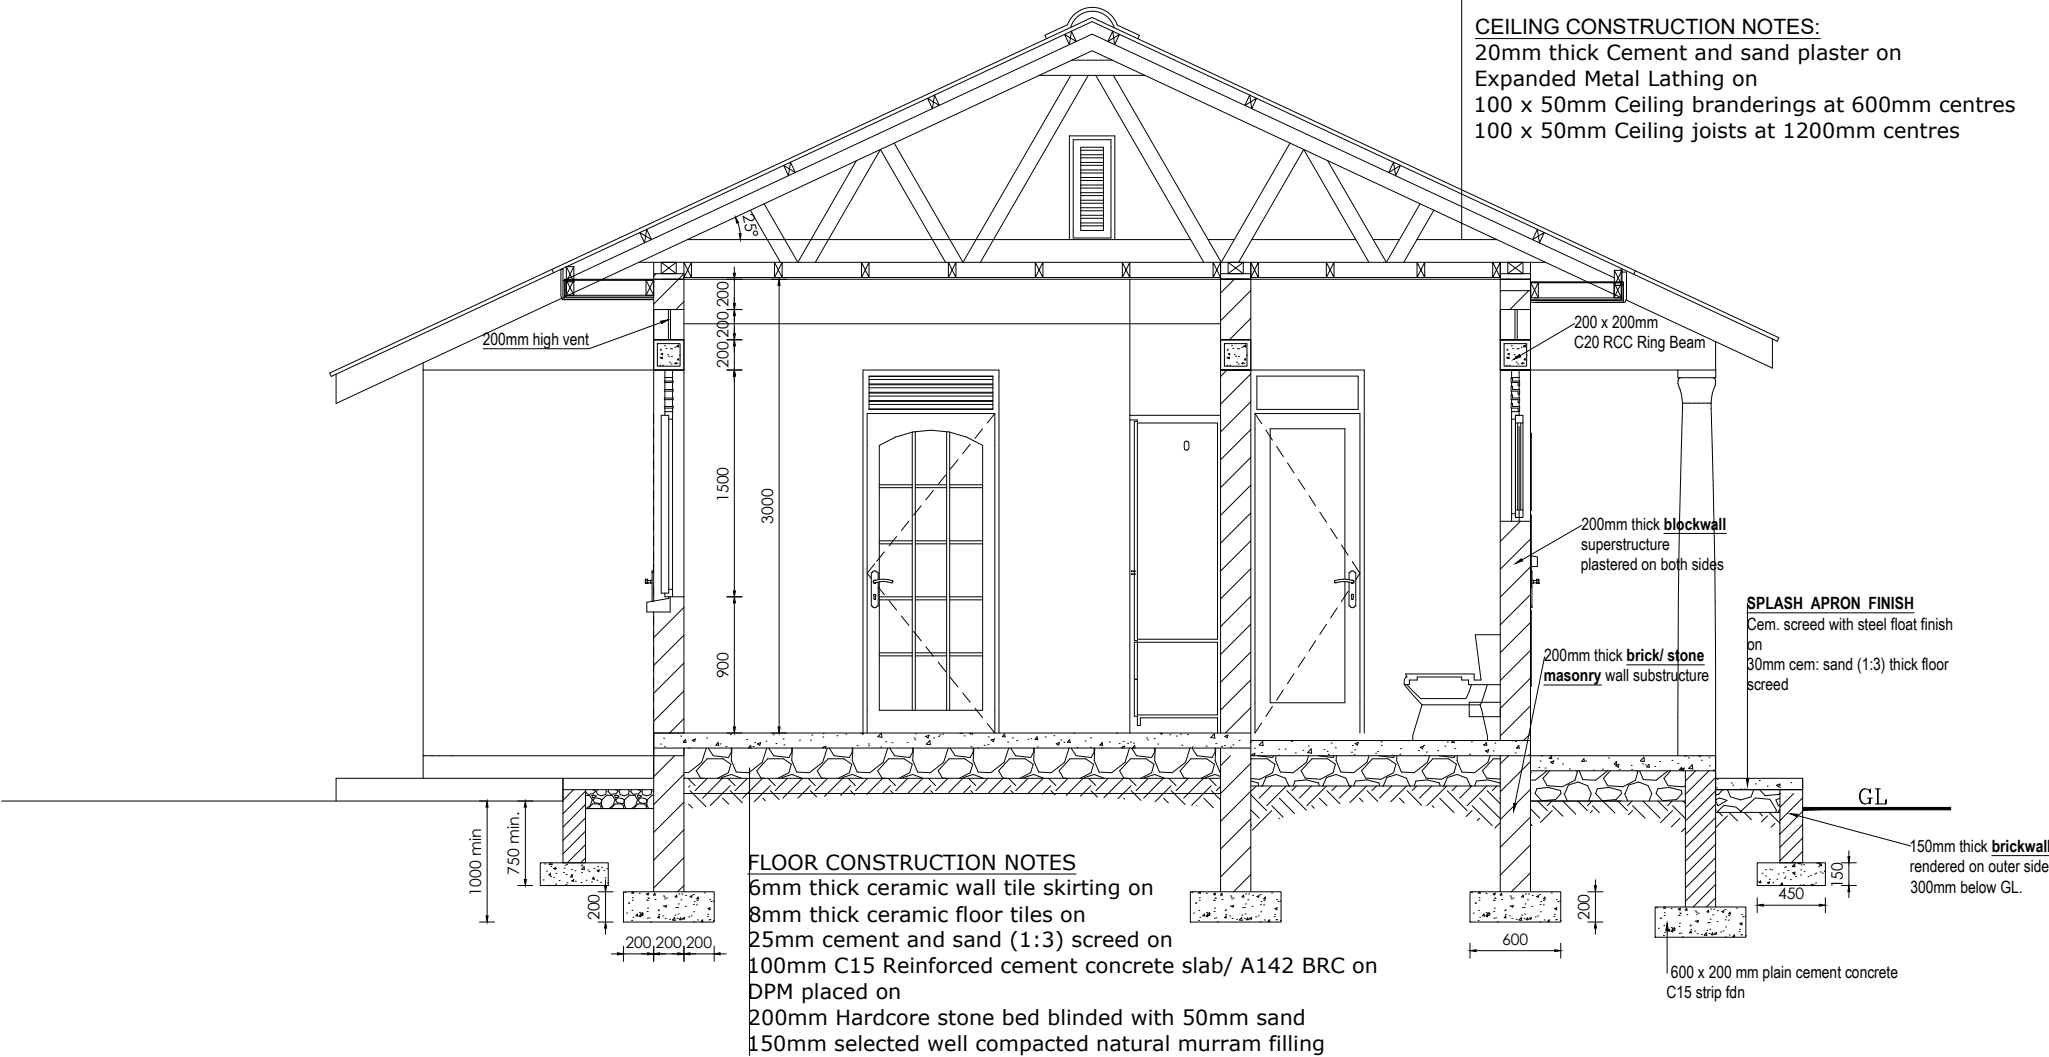 CEILING CONSTRUCTION NOTES:
20mm thick Cement and sand plaster on
Expanded Metal Lathing on
100 x 50mm Ceiling branderings at 600mm centres
100 x 50mm Ceiling joists at 1200mm centres
25°
200
200
200
1500
3000
900
200mm high vent
200 x 200mm
C20 RCC Ring Beam
200mm thick blockwall
superstructure
plastered on both sides
SPLASH APRON FINISH
Cem. screed with steel float finish
on
30mm cem: sand (1:3) thick floor
screed
200mm thick brick/ stone
masonry wall substructure
GL
150mm thick brickwall
rendered on outer side
300mm below GL.
1000 min
750 min.
200
200 200 200
200
600
150
450
600 x 200 mm plain cement concrete
C15 strip fdn
FLOOR CONSTRUCTION NOTES
6mm thick ceramic wall tile skirting on
8mm thick ceramic floor tiles on
25mm cement and sand (1:3) screed on
100mm C15 Reinforced cement concrete slab/ A142 BRC on
DPM placed on
200mm Hardcore stone bed blinded with 50mm sand
150mm selected well compacted natural murram filling